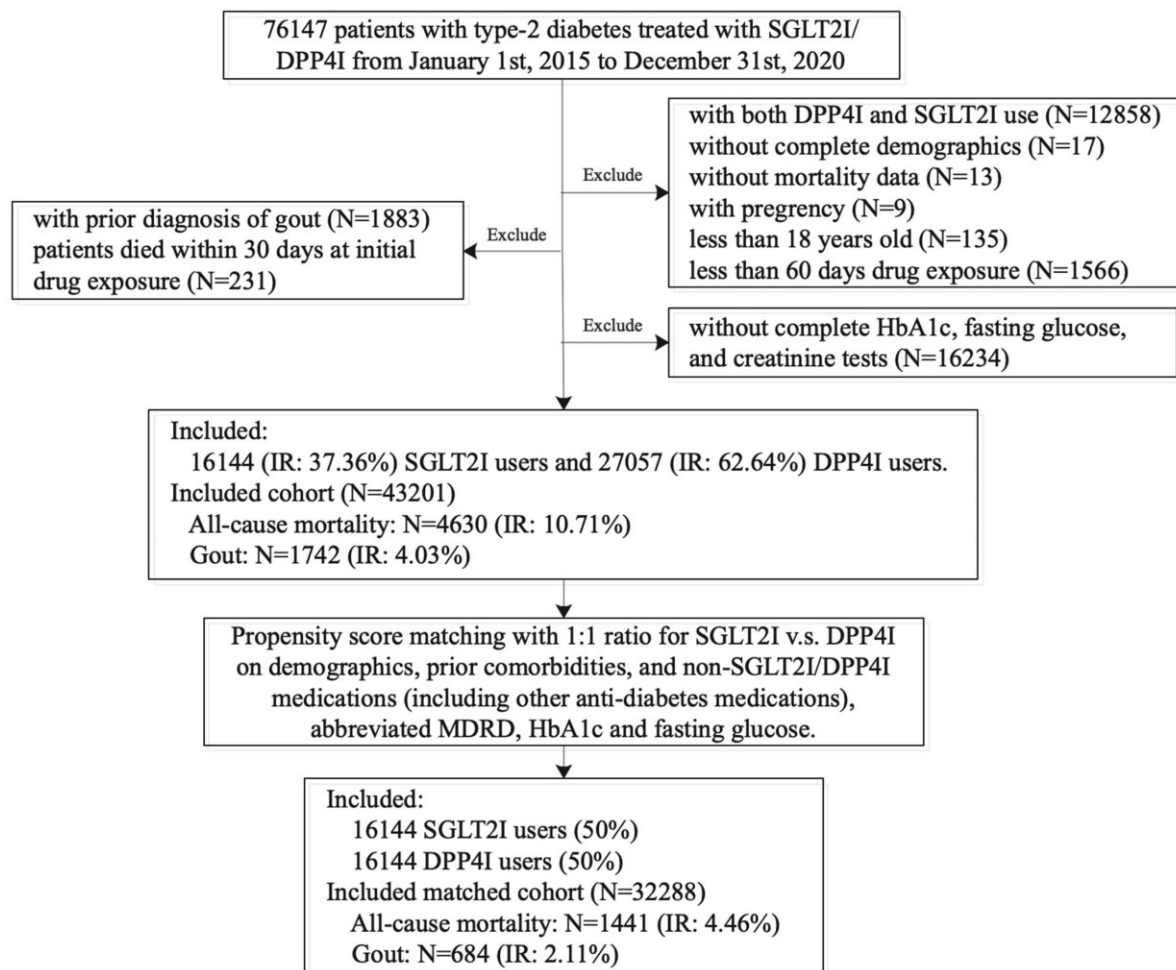 76147 patients with type-2 diabetes treated with SGLT2I/
DPP4I from January 1st, 2015 to December 31st, 2020
Exclude
with both DPP4I and SGLT2I use (N=12858)
without complete demographics (N=17)
without mortality data (N=13)
with pregrency (N=9)
less than 18 years old (N=135)
less than 60 days drug exposure (N=1566)
with prior diagnosis of gout (N=1883)
patients died within 30 days at initial
drug exposure (N=231)
Exclude
Exclude
without complete HbA1c, fasting glucose,
and creatinine tests (N=16234)
Included:
16144 (IR: 37.36%) SGLT2I users and 27057 (IR: 62.64%) DPP4I users.
Included cohort (N=43201)
All-cause mortality: N=4630 (IR: 10.71%)
Gout: N=1742 (IR: 4.03%)
Propensity score matching with 1:1 ratio for SGLT2I v.s. DPP4I
on demographics, prior comorbidities, and non-SGLT2I/DPP4I
medications (including other anti-diabetes medications),
abbreviated MDRD, HbA1c and fasting glucose.
Included:
16144 SGLT2I users (50%)
16144 DPP4I users (50%)
Included matched cohort (N=32288)
All-cause mortality: N=1441 (IR: 4.46%)
Gout: N=684 (IR: 2.11%)